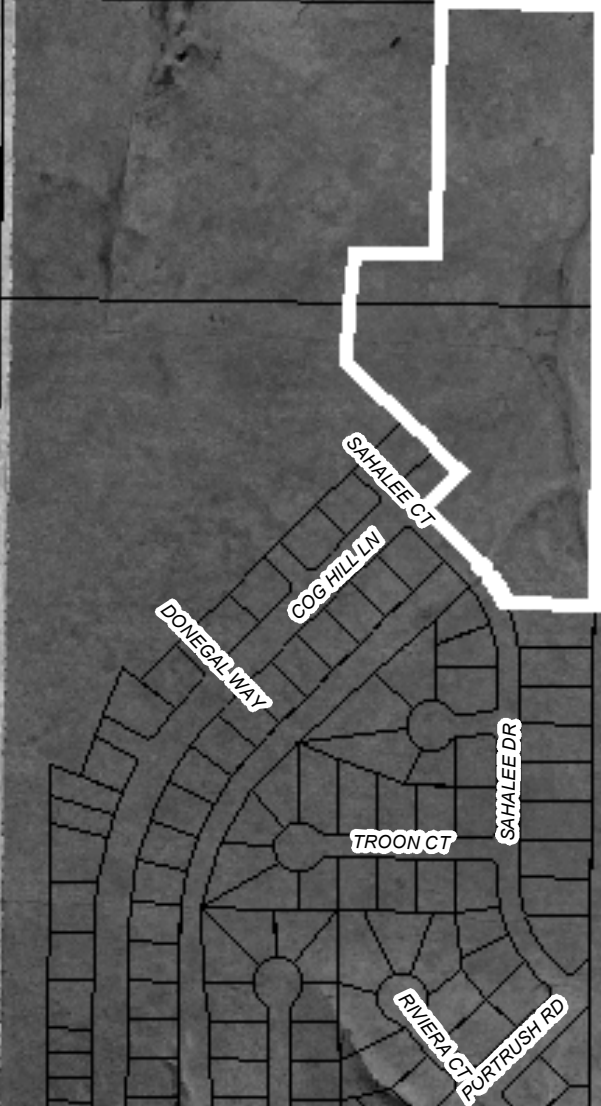 SAHALEE CT
COG HILL LN
DONEGAL WAY
SAHALEE DR
TROON CT
RIVIERA CT
PORTRUSH RD